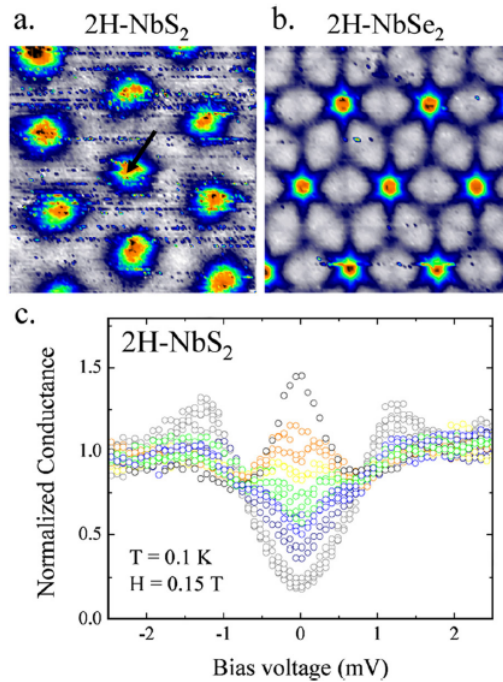 a. 2H-NbS₂
b. 2H-NbSe₂
c.
2H-NbS₂
Normalized Conductance
1.5
1.0
0.5
0.0
T = 0.1 K
H = 0.15 T
-2 -1 0 1 2
Bias voltage (mV)